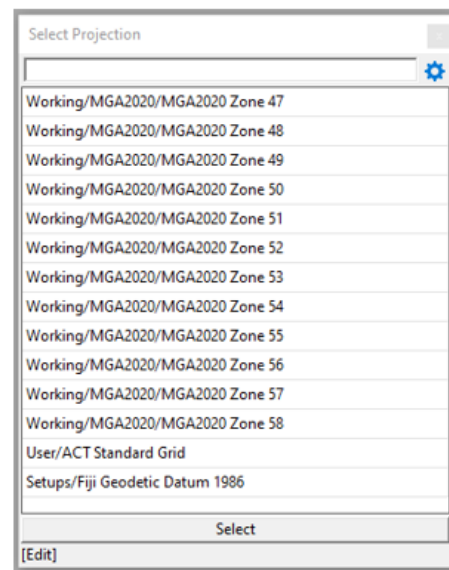 Select Projection
Working/MGA2020/MGA2020 Zone 47
Working/MGA2020/MGA2020 Zone 48
Working/MGA2020/MGA2020 Zone 49
Working/MGA2020/MGA2020 Zone 50
Working/MGA2020/MGA2020 Zone 51
Working/MGA2020/MGA2020 Zone 52
Working/MGA2020/MGA2020 Zone 53
Working/MGA2020/MGA2020 Zone 54
Working/MGA2020/MGA2020 Zone 55
Working/MGA2020/MGA2020 Zone 56
Working/MGA2020/MGA2020 Zone 57
Working/MGA2020/MGA2020 Zone 58
User/ACT Standard Grid
Setups/Fiji Geodetic Datum 1986
Select
[Edit]